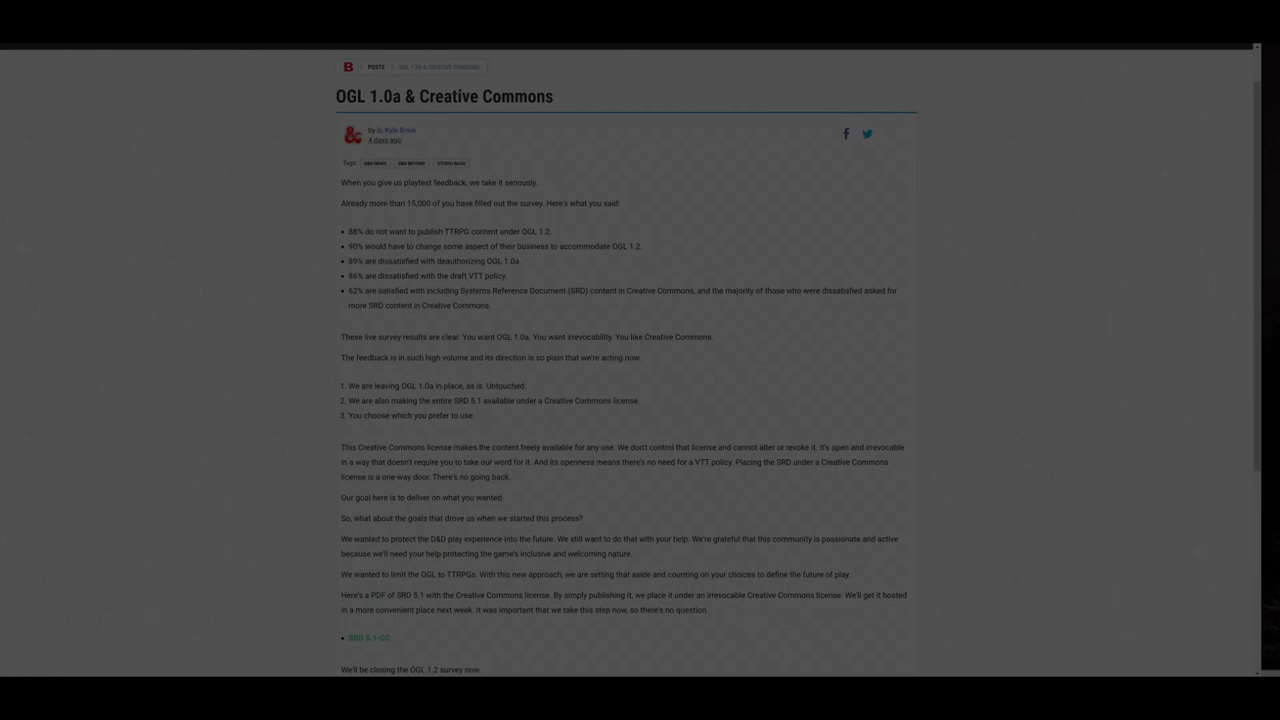 B POSTS OGL 1.0A & CREATIVE COMMONS
OGL 1.0a & Creative Commons
by Kyle Brink
4 days ago
Tags: D&D NEWS D&D BEYOND STUDIO BLOG
When you give us playtest feedback, we take it seriously.
Already more than 15,000 of you have filled out the survey. Here's what you said:
• 88% do not want to publish TTRPG content under OGL 1.2.
• 90% would have to change some aspect of their business to accommodate OGL 1.2.
• 89% are dissatisfied with deauthorizing OGL 1.0a.
• 86% are dissatisfied with the draft VTT policy.
• 62% are satisfied with including Systems Reference Document (SRD) content in Creative Commons, and the majority of those who were dissatisfied asked for
more SRD content in Creative Commons.
These live survey results are clear. You want OGL 1.0a. You want irrevocability. You like Creative Commons.
The feedback is in such high volume and its direction is so plain that we're acting now.
1. We are leaving OGL 1.0a in place, as is. Untouched.
2. We are also making the entire SRD 5.1 available under a Creative Commons license.
3. You choose which you prefer to use.
This Creative Commons license makes the content freely available for any use. We don't control that license and cannot alter or revoke it. It's open and irrevocable
in a way that doesn't require you to take our word for it. And its openness means there's no need for a VTT policy. Placing the SRD under a Creative Commons
license is a one-way door. There's no going back.
Our goal here is to deliver on what you wanted.
So, what about the goals that drove us when we started this process?
We wanted to protect the D&D play experience into the future. We still want to do that with your help. We're grateful that this community is passionate and active
because we'll need your help protecting the game's inclusive and welcoming nature.
We wanted to limit the OGL to TTRPGs. With this new approach, we are setting that aside and counting on your choices to define the future of play.
Here's a PDF of SRD 5.1 with the Creative Commons license. By simply publishing it, we place it under an irrevocable Creative Commons license. We'll get it hosted
in a more convenient place next week. It was important that we take this step now, so there's no question.
• SRD 5.1-CC
We'll be closing the OGL 1.2 survey now.